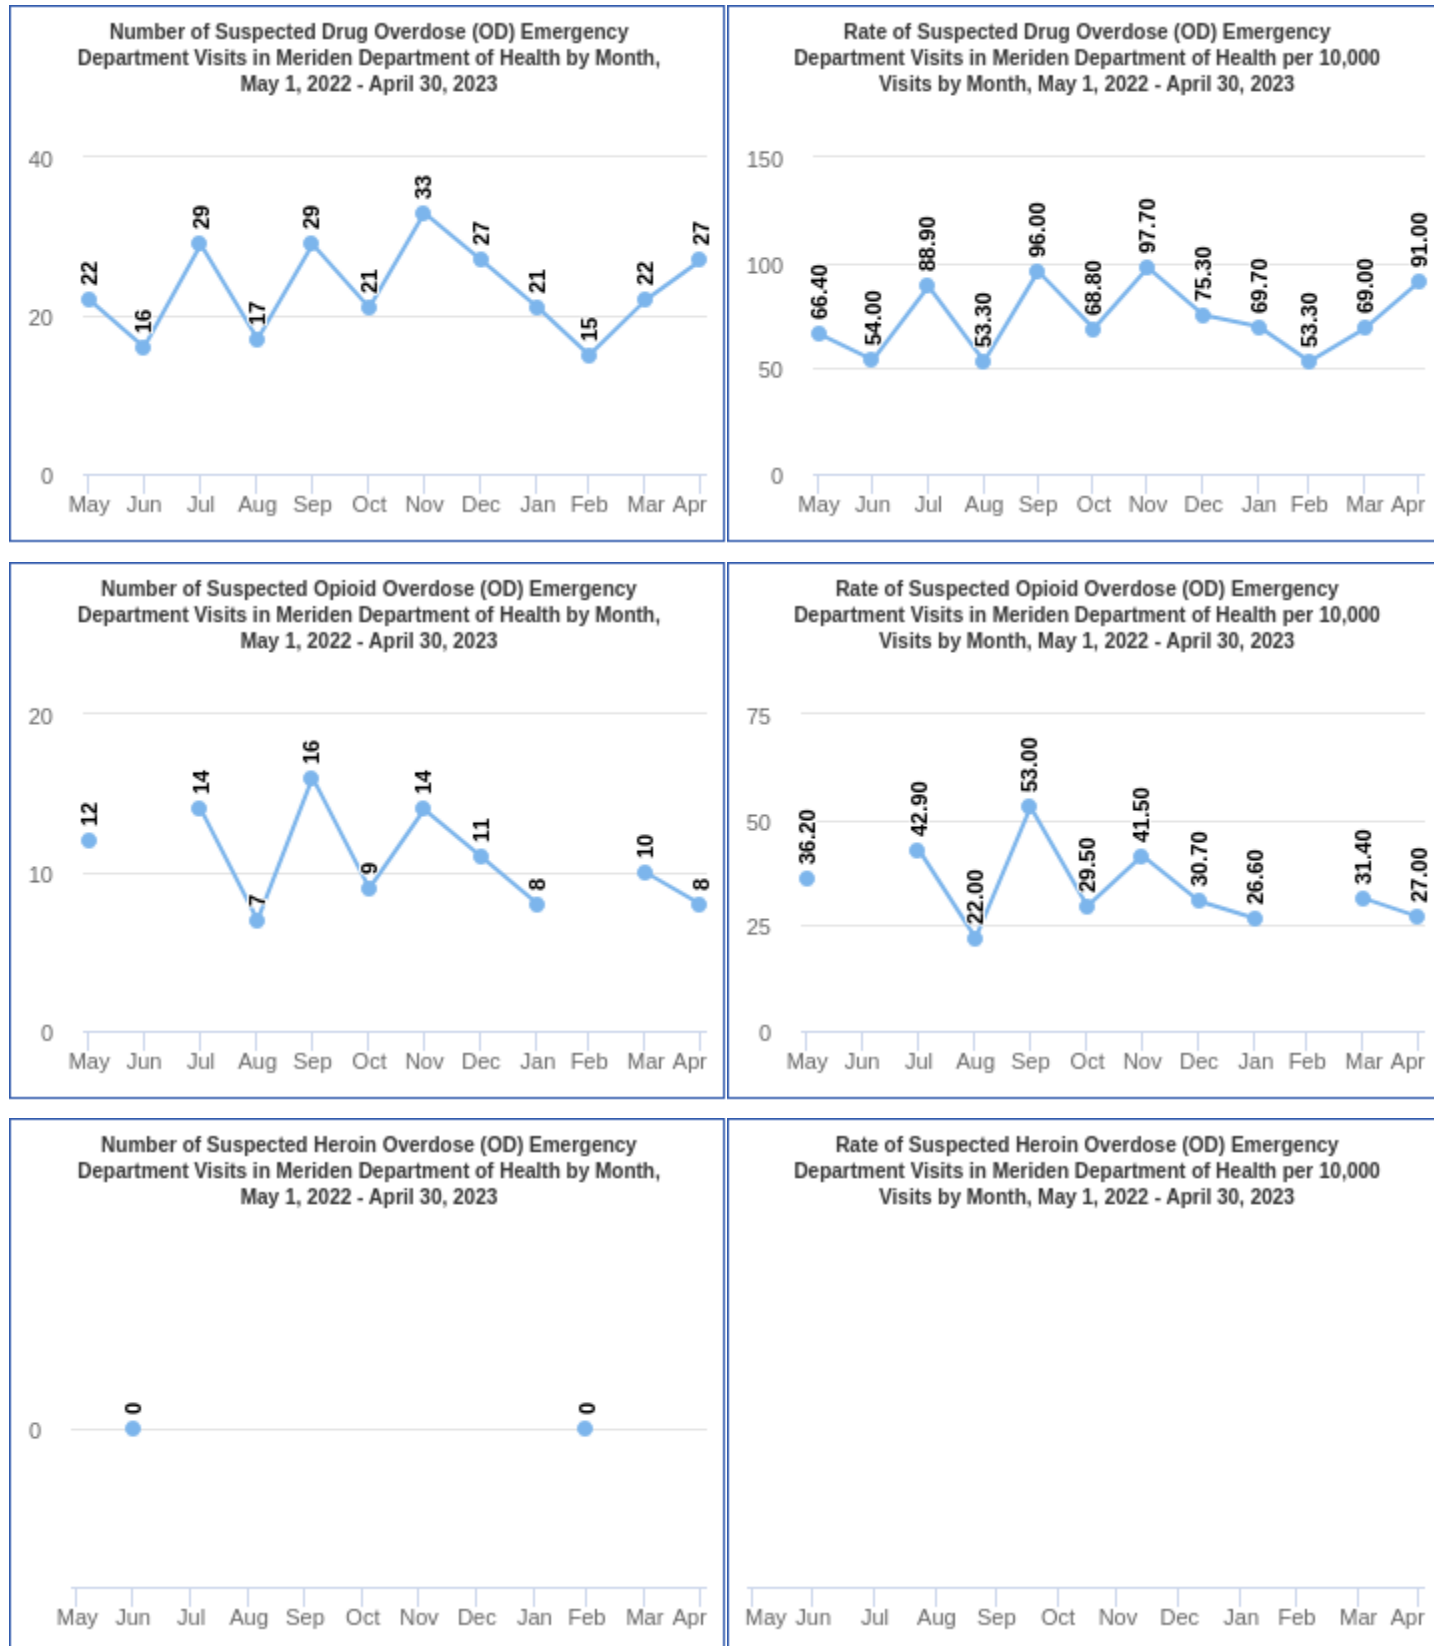 Number of Suspected Drug Overdose (OD) Emergency
Department Visits in Meriden Department of Health by Month,
May 1, 2022 - April 30, 2023
40
20
0
22
16
29
17
29
21
33
27
21
15
22
27
May Jun Jul Aug Sep Oct Nov Dec Jan Feb Mar Apr
Rate of Suspected Drug Overdose (OD) Emergency
Department Visits in Meriden Department of Health per 10,000
Visits by Month, May 1, 2022 - April 30, 2023
150
100
50
0
66.40
54.00
88.90
53.30
96.00
68.80
97.70
75.30
69.70
53.30
69.00
91.00
May Jun Jul Aug Sep Oct Nov Dec Jan Feb Mar Apr
Number of Suspected Opioid Overdose (OD) Emergency
Department Visits in Meriden Department of Health by Month,
May 1, 2022 - April 30, 2023
20
10
0
12
14
7
16
9
14
11
8
10
8
May Jun Jul Aug Sep Oct Nov Dec Jan Feb Mar Apr
Rate of Suspected Opioid Overdose (OD) Emergency
Department Visits in Meriden Department of Health per 10,000
Visits by Month, May 1, 2022 - April 30, 2023
75
50
25
0
36.20
42.90
22.00
53.00
29.50
41.50
30.70
26.60
31.40
27.00
May Jun Jul Aug Sep Oct Nov Dec Jan Feb Mar Apr
Number of Suspected Heroin Overdose (OD) Emergency
Department Visits in Meriden Department of Health by Month,
May 1, 2022 - April 30, 2023
0
0
0
May Jun Jul Aug Sep Oct Nov Dec Jan Feb Mar Apr
Rate of Suspected Heroin Overdose (OD) Emergency
Department Visits in Meriden Department of Health per 10,000
Visits by Month, May 1, 2022 - April 30, 2023
May Jun Jul Aug Sep Oct Nov Dec Jan Feb Mar Apr